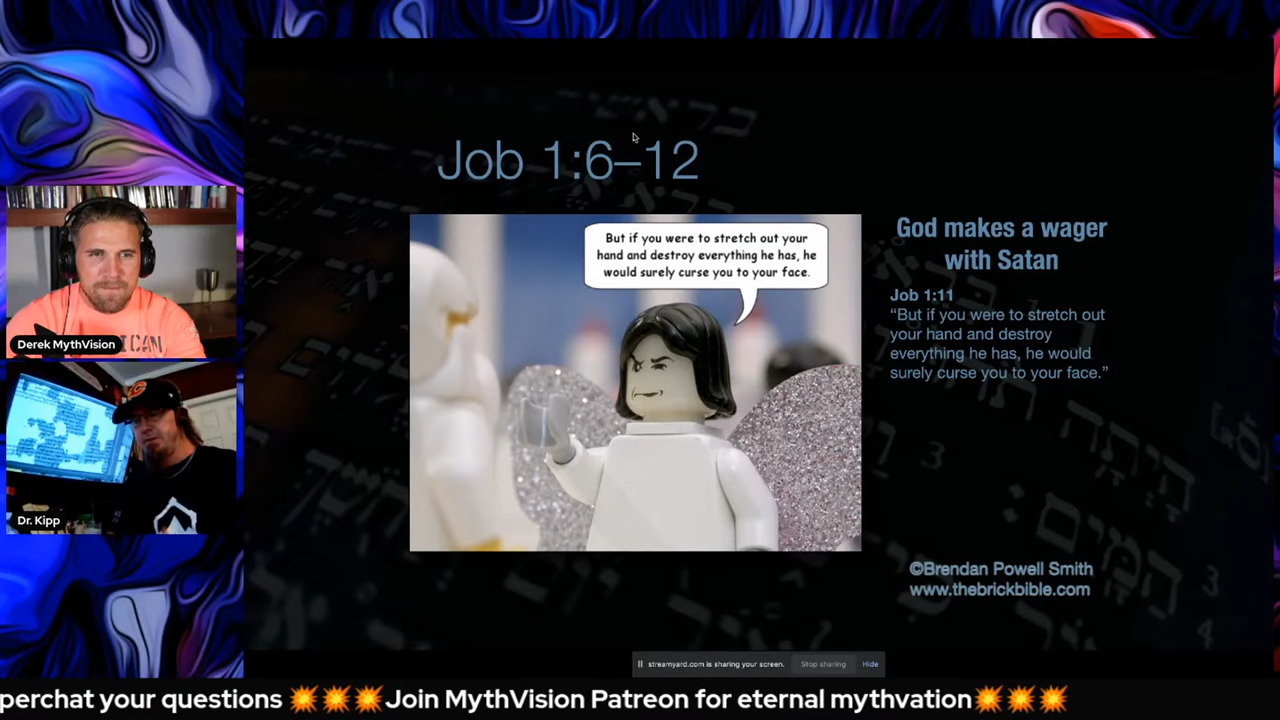 Job 1:6–12
But if you were to stretch out your
hand and destroy everything he has, he
would surely curse you to your face.
God makes a wager
with Satan
Job 1:11
“But if you were to stretch out
your hand and destroy
everything he has, he would
surely curse you to your face.”
©Brendan Powell Smith
www.thebrickbible.com
Derek MythVision
Dr. Kipp
streamyard.com is sharing your screen. Stop sharing Hide
perchat your questions 💥💥💥Join MythVision Patreon for eternal mythvation💥💥💥